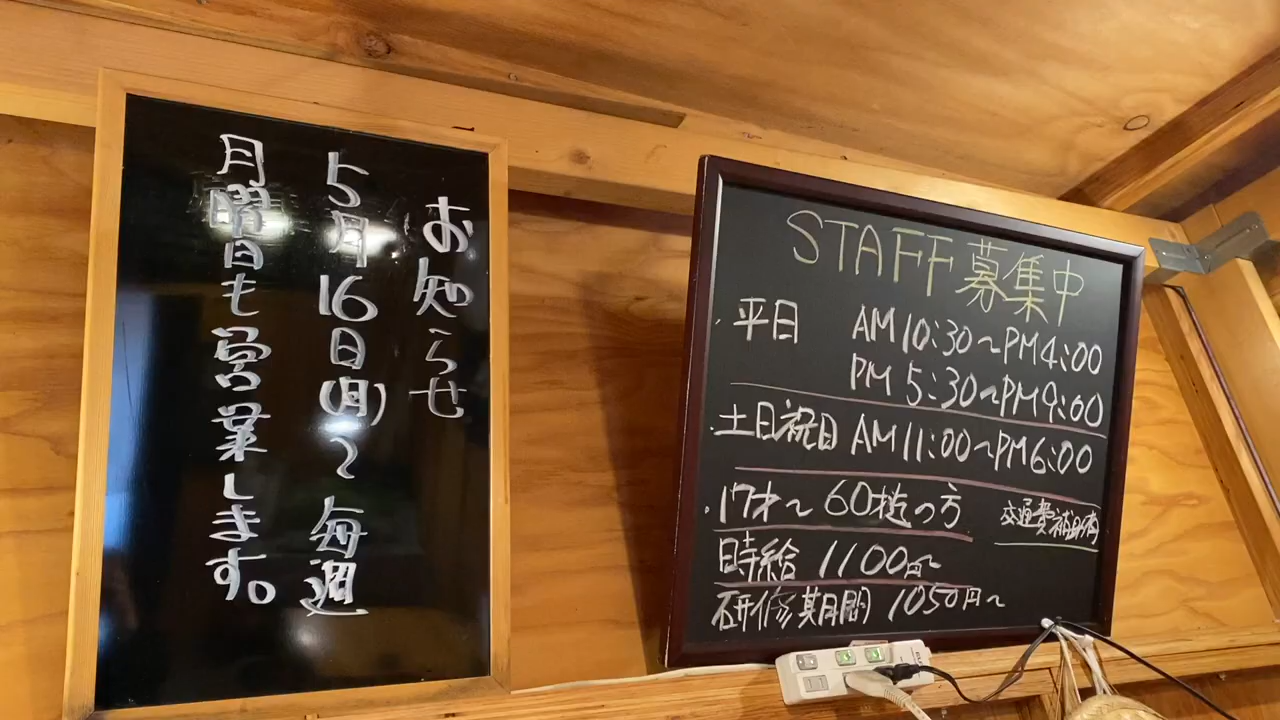 お知らせ
5月16日(月)〜毎週
月曜日も営業します。
STAFF募集中
・平日 AM10:30〜PM4:00
PM 5:30〜PM9:00
・土日祝日 AM11:00〜PM6:00
・17才〜60才迄の方
交通費補助有
時給 1100円〜
研修期間 1050円〜